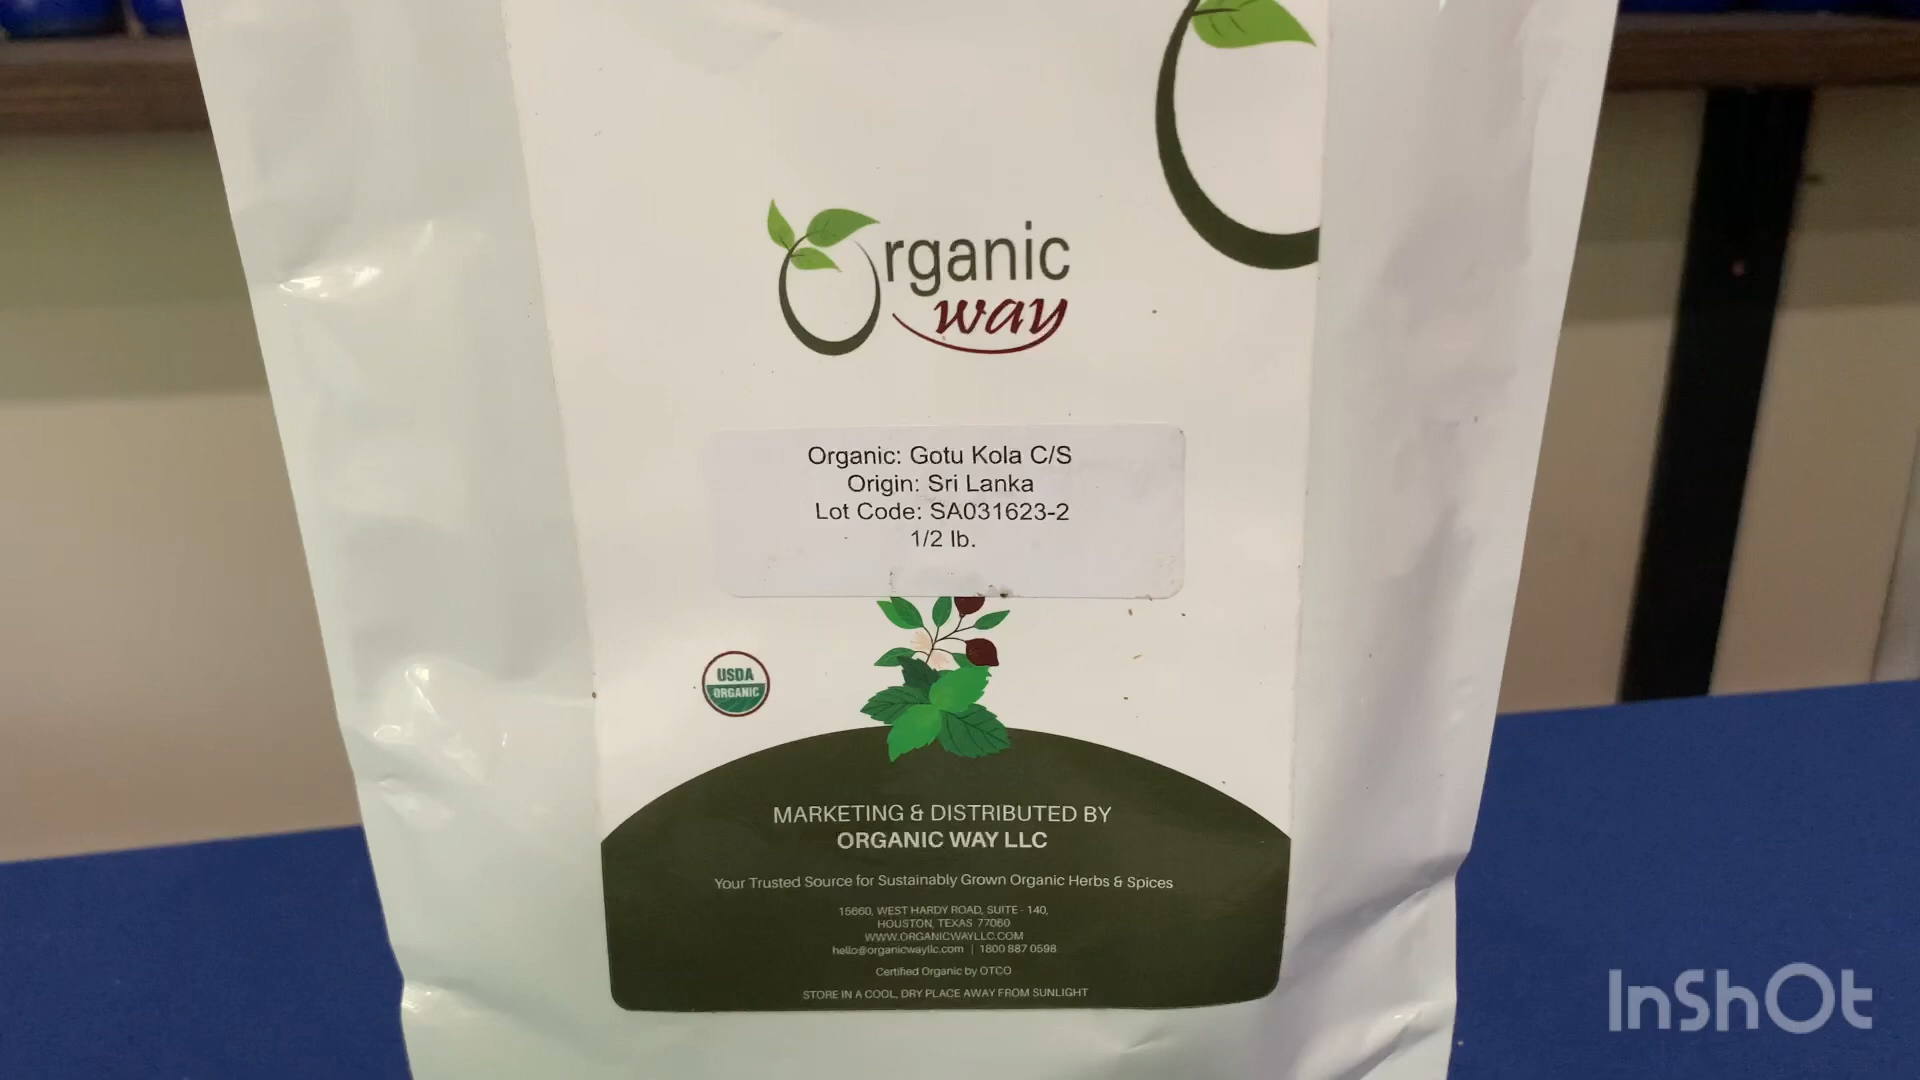 Organic
way
Organic: Gotu Kola C/S
Origin: Sri Lanka
Lot Code: SA031623-2
1/2 lb.
USDA
ORGANIC
MARKETING & DISTRIBUTED BY
ORGANIC WAY LLC
Your Trusted Source for Sustainably Grown Organic Herbs & Spices
15660, WEST HARDY ROAD, SUITE - 140,
HOUSTON, TEXAS 77060
WWW.ORGANICWAYLLC.COM
hello@organicwayllc.com | 1800 887 0598
Certified Organic by OTCO
STORE IN A COOL, DRY PLACE AWAY FROM SUNLIGHT
InShOt